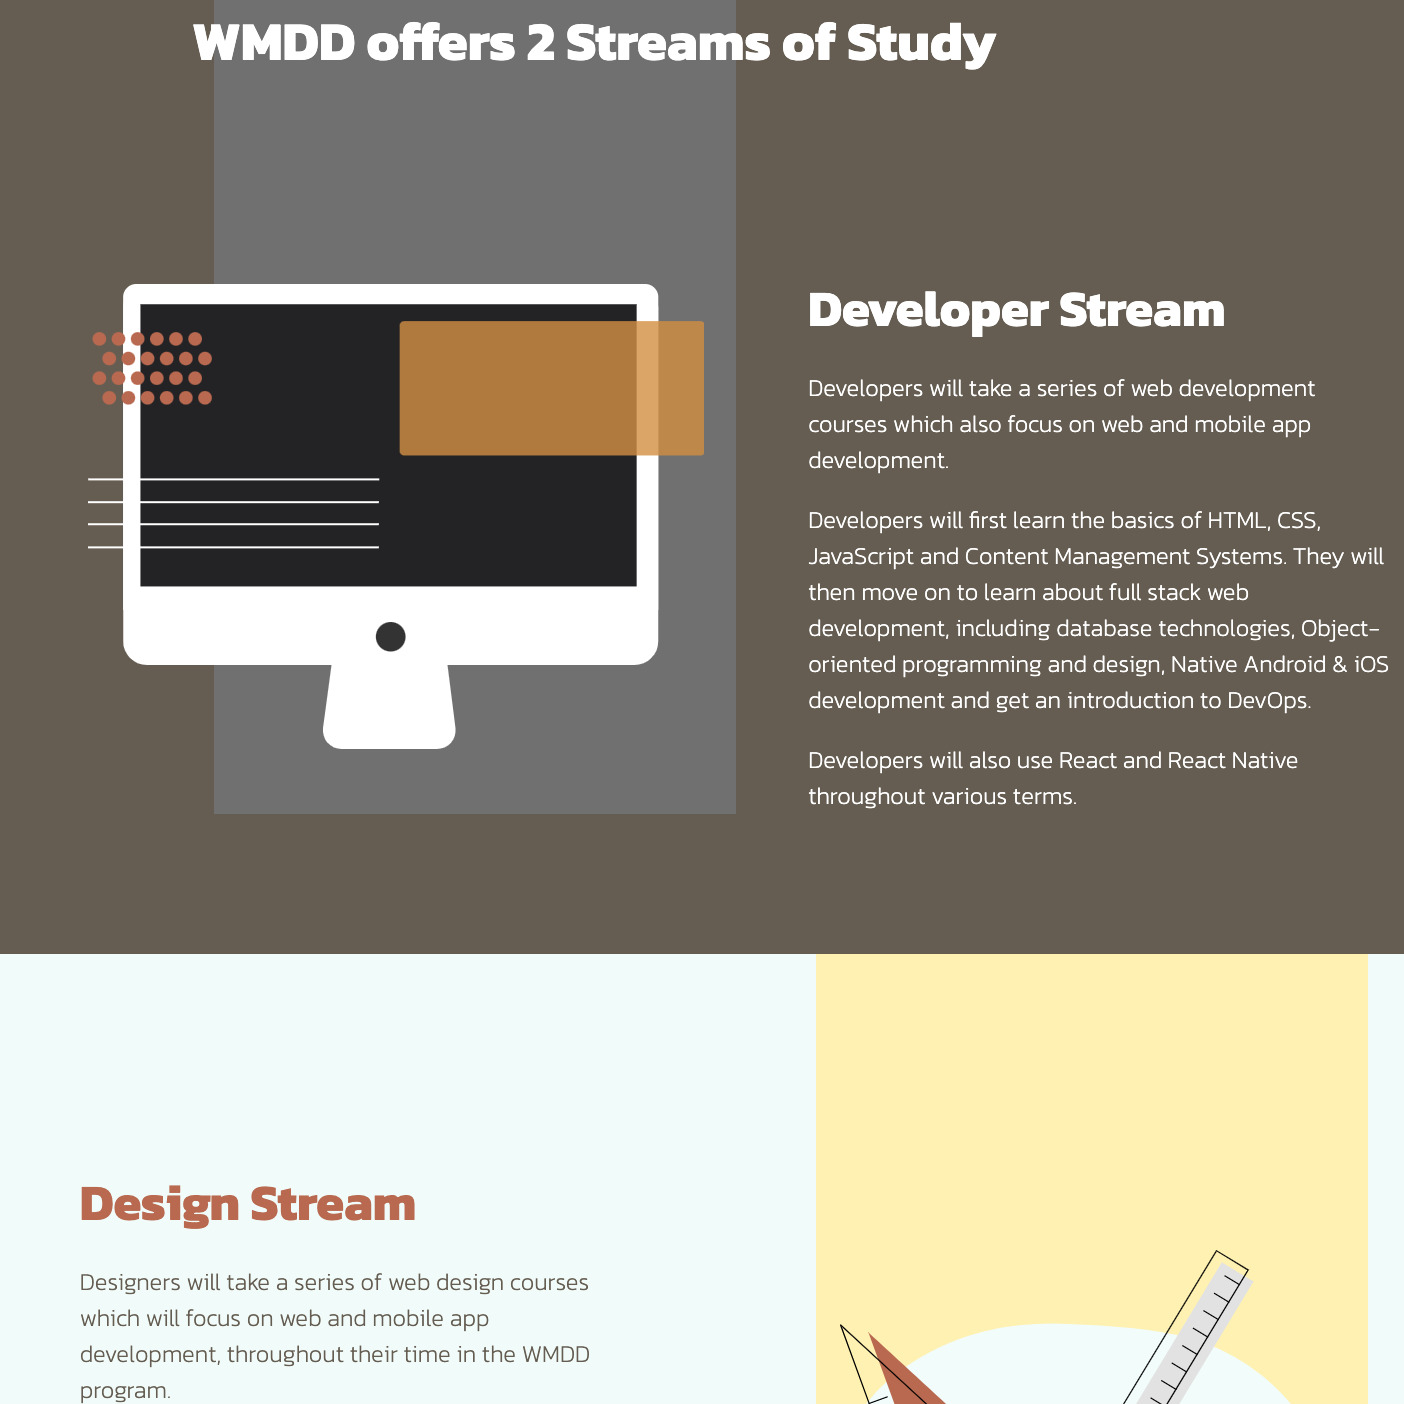 WMDD offers 2 Streams of Study
Developer Stream
Developers will take a series of web development
courses which also focus on web and mobile app
development.
Developers will first learn the basics of HTML, CSS,
JavaScript and Content Management Systems. They will
then move on to learn about full stack web
development, including database technologies, Object-
oriented programming and design, Native Android & iOS
development and get an introduction to DevOps.
Developers will also use React and React Native
throughout various terms.
Design Stream
Designers will take a series of web design courses
which will focus on web and mobile app
development, throughout their time in the WMDD
program.